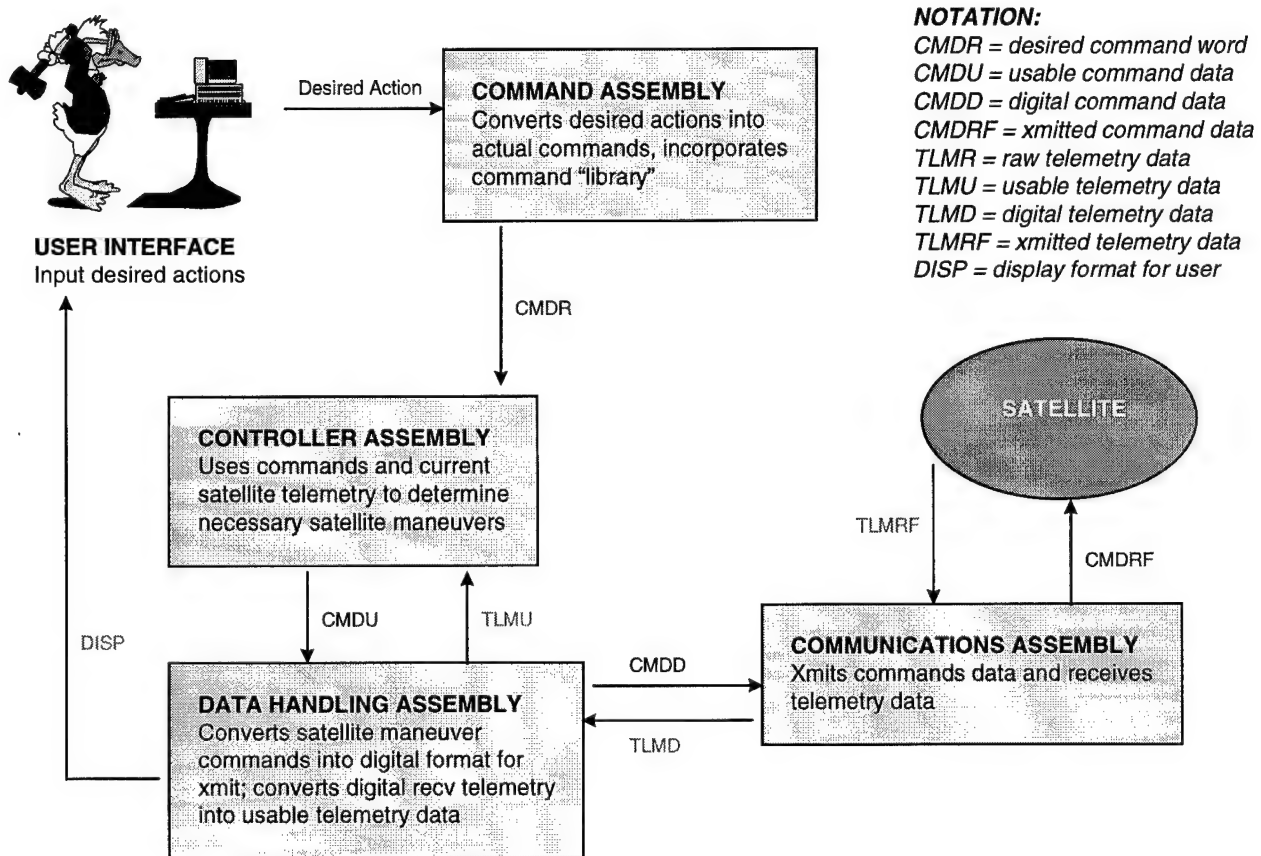 NOTATION:
CMDR = desired command word
CMDU = usable command data
CMDD = digital command data
CMDRF = xmitted command data
TLMR = raw telemetry data
TLMU = usable telemetry data
TLMD = digital telemetry data
TLMRF = xmitted telemetry data
DISP = display format for user
Desired Action
COMMAND ASSEMBLY
Converts desired actions into
actual commands, incorporates
command "library"
USER INTERFACE
Input desired actions
CMDR
SATELLITE
CONTROLLER ASSEMBLY
Uses commands and current
satellite telemetry to determine
necessary satellite maneuvers
TLMRF
CMDRF
CMDU
TLMU
DISP
COMMUNICATIONS ASSEMBLY
Xmits commands data and receives
telemetry data
CMDD
TLMD
DATA HANDLING ASSEMBLY
Converts satellite maneuver
commands into digital format for
xmit; converts digital recv telemetry
into usable telemetry data